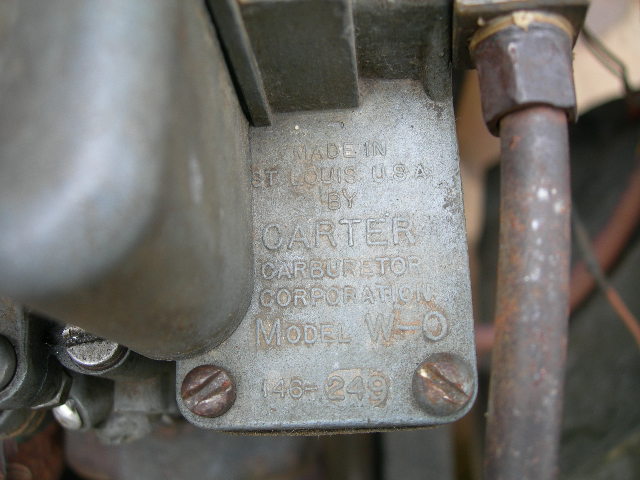 MADE IN
ST LOUIS U.S.A.
BY
CARTER
CARBURETOR
CORPORATION
MODEL W-O
146-249